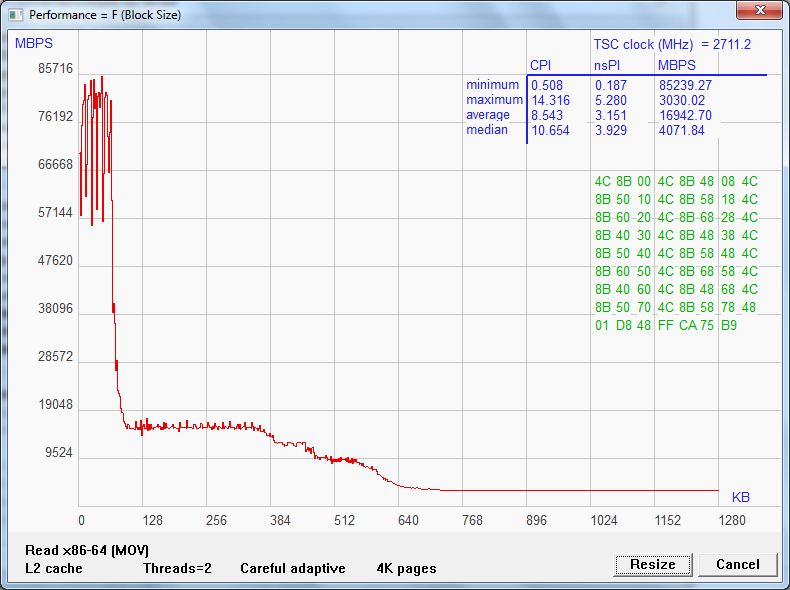 Performance = F (Block Size)
MBPS
TSC clock (MHz) = 2711.2
CPI nsPI MBPS
minimum 0.508 0.187 85239.27
maximum 14.316 5.280 3030.02
average 8.543 3.151 16942.70
median 10.654 3.929 4071.84
85716
76192
66668
57144
47620
38096
28572
19048
9524
4C 8B 00 4C 8B 48 08 4C
8B 50 10 4C 8B 58 18 4C
8B 60 20 4C 8B 68 28 4C
8B 40 30 4C 8B 48 38 4C
8B 50 40 4C 8B 58 48 4C
8B 60 50 4C 8B 68 58 4C
8B 40 60 4C 8B 48 68 4C
8B 50 70 4C 8B 58 78 48
01 D8 48 FF CA 75 B9
KB
0 128 256 384 512 640 768 896 1024 1152 1280
Read x86-64 (MOV)
L2 cache Threads=2 Careful adaptive 4K pages
Resize Cancel